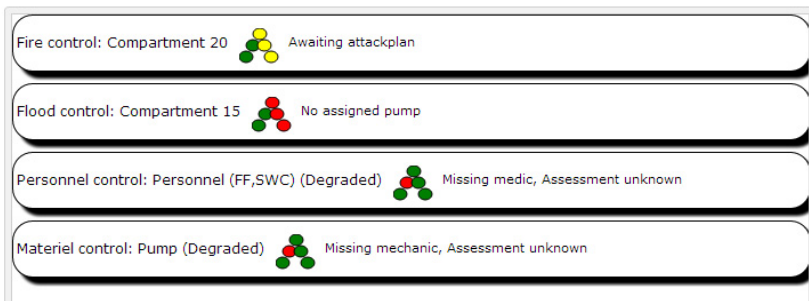 Fire control: Compartment 20 Awaiting attackplan
Flood control: Compartment 15 No assigned pump
Personnel control: Personnel (FF,SWC) (Degraded) Missing medic, Assessment unknown
Materiel control: Pump (Degraded) Missing mechanic, Assessment unknown